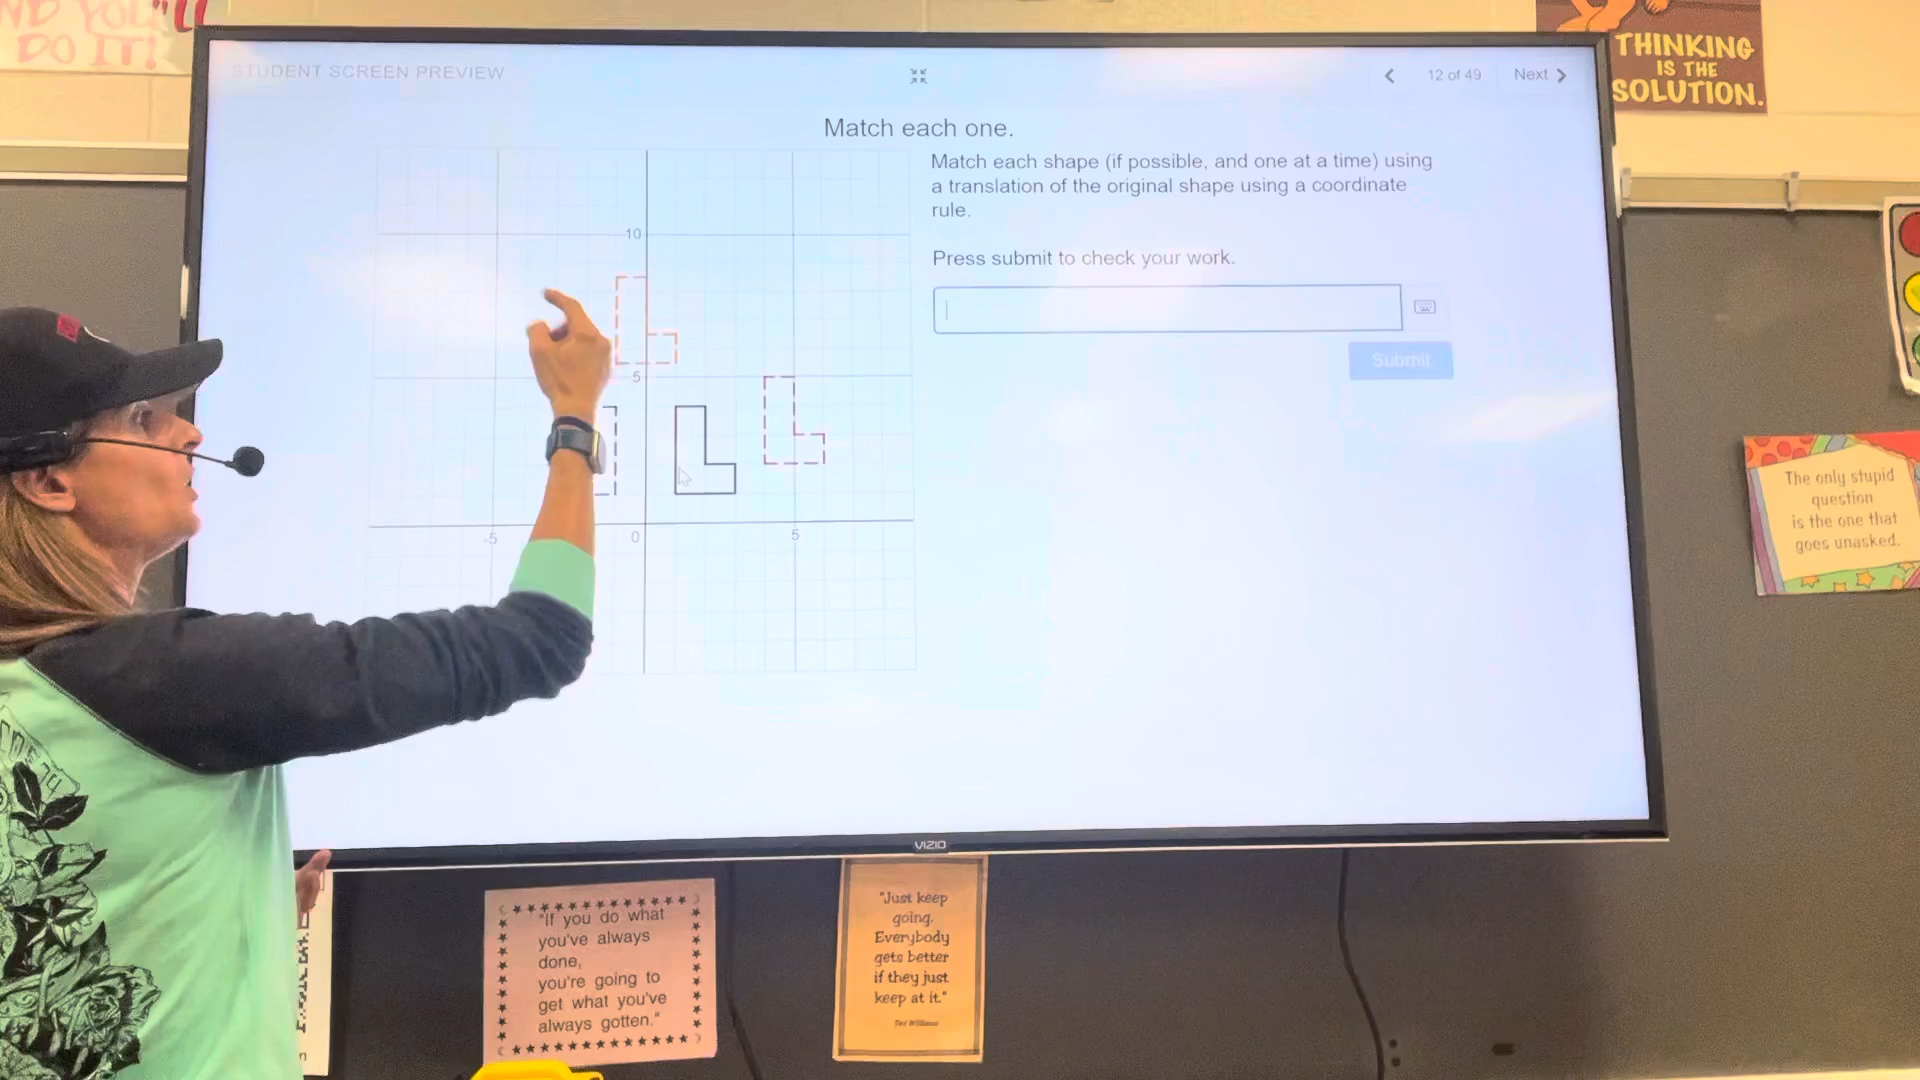 DO IT!
THINKING
IS THE
SOLUTION.
STUDENT SCREEN PREVIEW
12 of 49
Next
Match each one.
Match each shape (if possible, and one at a time) using
a translation of the original shape using a coordinate
rule.
Press submit to check your work.
Submit
10
5
-5
0
5
The only stupid
question
is the one that
goes unasked.
VIZIO
"If you do what
you've always
done,
you're going to
get what you've
always gotten."
"Just keep
going.
Everybody
gets better
if they just
keep at it."
Ted Williams